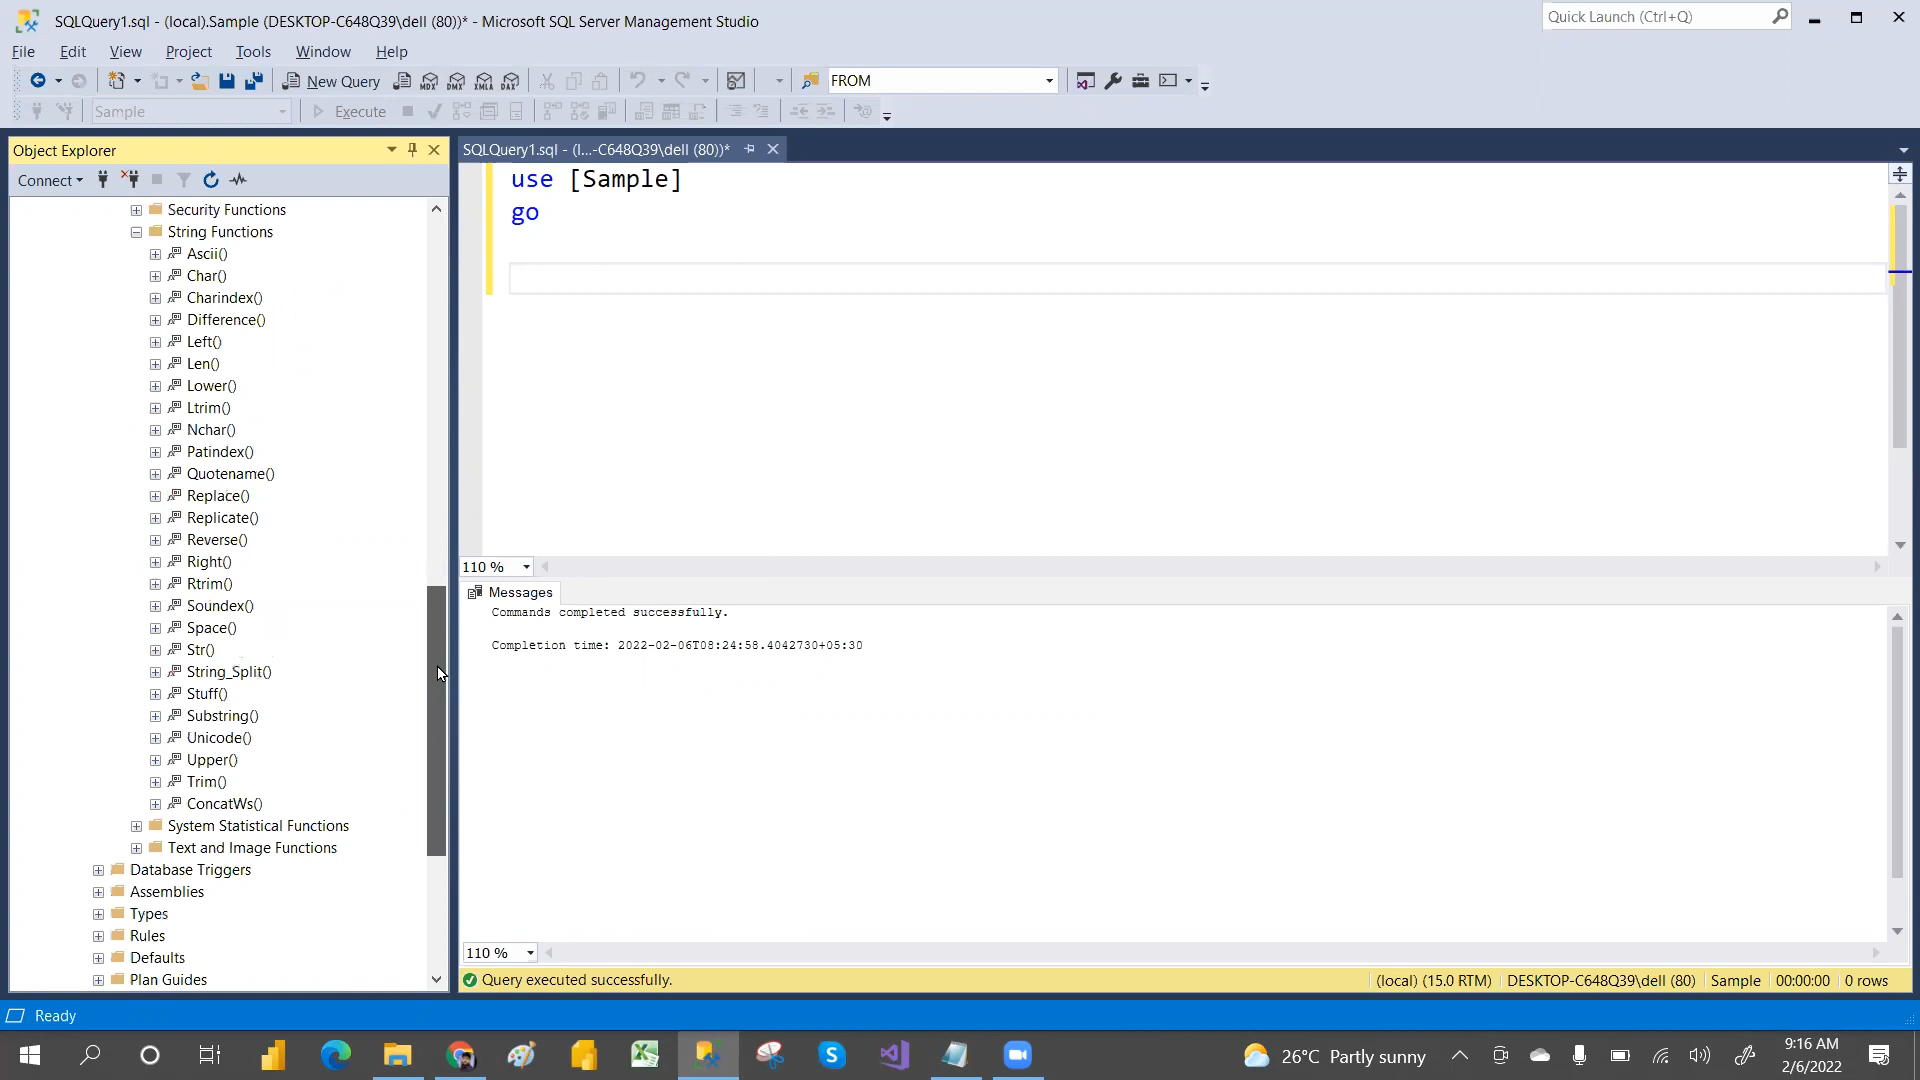 SQLQuery1.sql - (local).Sample (DESKTOP-C648Q39\dell (80))* - Microsoft SQL Server Management Studio
Quick Launch (Ctrl+Q)
File Edit View Project Tools Window Help
New Query
MDX DMX XMLA DAX
FROM
Sample
Execute
Object Explorer
Connect
Security Functions
String Functions
Ascii()
Char()
Charindex()
Difference()
Left()
Len()
Lower()
Ltrim()
Nchar()
Patindex()
Quotename()
Replace()
Replicate()
Reverse()
Right()
Rtrim()
Soundex()
Space()
Str()
String_Split()
Stuff()
Substring()
Unicode()
Upper()
Trim()
ConcatWs()
System Statistical Functions
Text and Image Functions
Database Triggers
Assemblies
Types
Rules
Defaults
Plan Guides
SQLQuery1.sql - (l...-C648Q39\dell (80))*
use [Sample]
go
110 %
Messages
Commands completed successfully.
Completion time: 2022-02-06T08:24:58.4042730+05:30
110 %
Query executed successfully.
(local) (15.0 RTM) DESKTOP-C648Q39\dell (80) Sample 00:00:00 0 rows
Ready
26°C Partly sunny
9:16 AM
2/6/2022